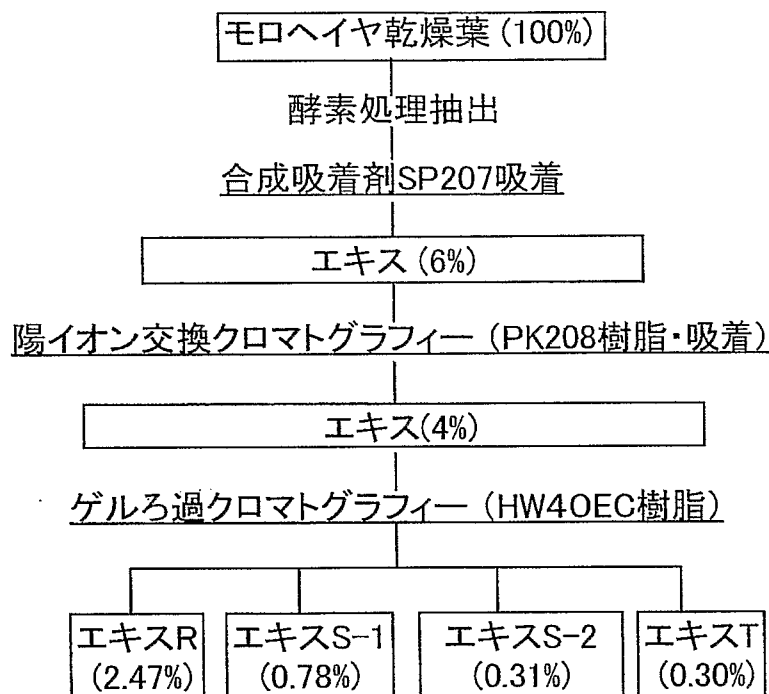 モロヘイヤ乾燥葉(100%)
酵素処理抽出
合成吸着剤SP207吸着
エキス(6%)
陽イオン交換クロマトグラフィー(PK208樹脂・吸着)
エキス(4%)
ゲルろ過クロマトグラフィー(HW4OEC樹脂)
エキスR エキスS-1 エキスS-2 エキスT
(2.47%) (0.78%) (0.31%) (0.30%)